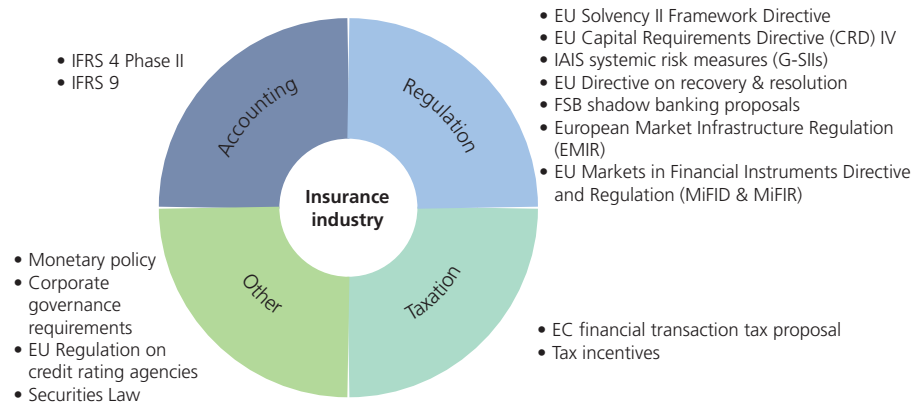 • IFRS 4 Phase II
• IFRS 9
Accounting
Regulation
• EU Solvency II Framework Directive
• EU Capital Requirements Directive (CRD) IV
• IAIS systemic risk measures (G-SIIs)
• EU Directive on recovery & resolution
• FSB shadow banking proposals
• European Market Infrastructure Regulation
(EMIR)
• EU Markets in Financial Instruments Directive
and Regulation (MiFID & MiFIR)
Insurance
industry
• Monetary policy
• Corporate
governance
requirements
• EU Regulation on
credit rating agencies
• Securities Law
Other
Taxation
• EC financial transaction tax proposal
• Tax incentives